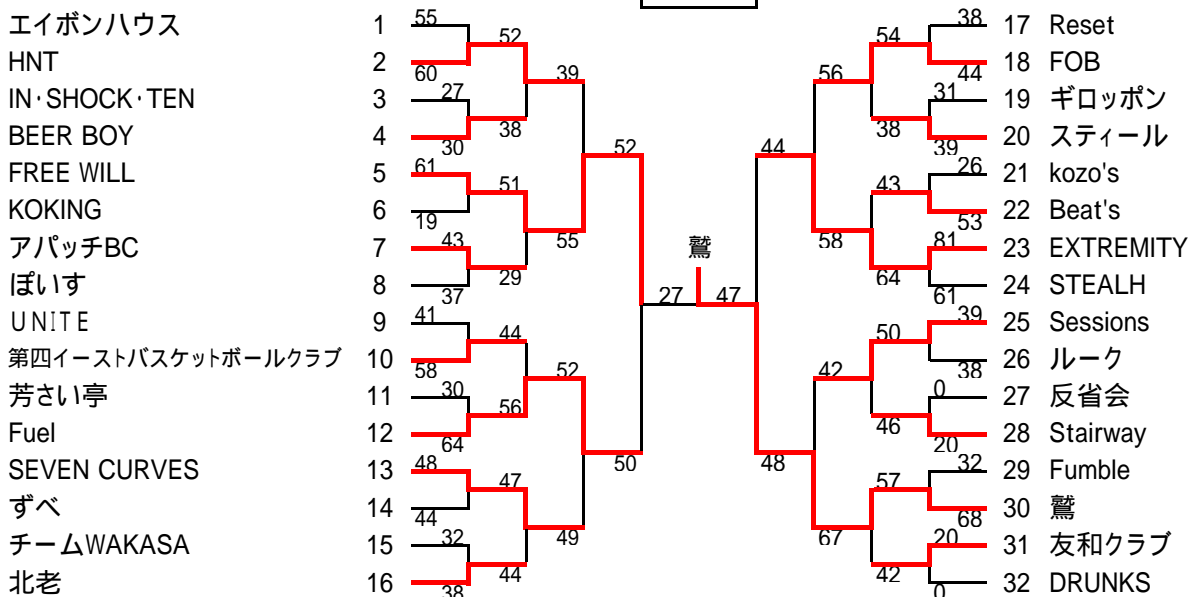 エイボンハウス 1 55 38 17 Reset
52 54
HNT 2 60 44 18 FOB
39 56
IN・SHOCK・TEN 3 27 31 19 ギロッポン
38 38
BEER BOY 4 30 39 20 スティール
52 44
FREE WILL 5 61 26 21 kozo's
51 43
KOKING 6 19 53 22 Beat's
55 58
アパッチBC 7 43 81 23 EXTREMITY
鷲
29 64
ぽいす 8 37 61 24 STEALH
27 47
UNITE 9 41 39 25 Sessions
44 50
第四イーストバスケットボールクラブ 10 58 38 26 ルーク
52 42
芳さい亭 11 30 0 27 反省会
56 46
Fuel 12 64 20 28 Stairway
50 48
SEVEN CURVES 13 48 32 29 Fumble
47 57
ずべ 14 44 68 30 鷲
49 67
チームWAKASA 15 32 20 31 友和クラブ
44 42
北老 16 38 0 32 DRUNKS